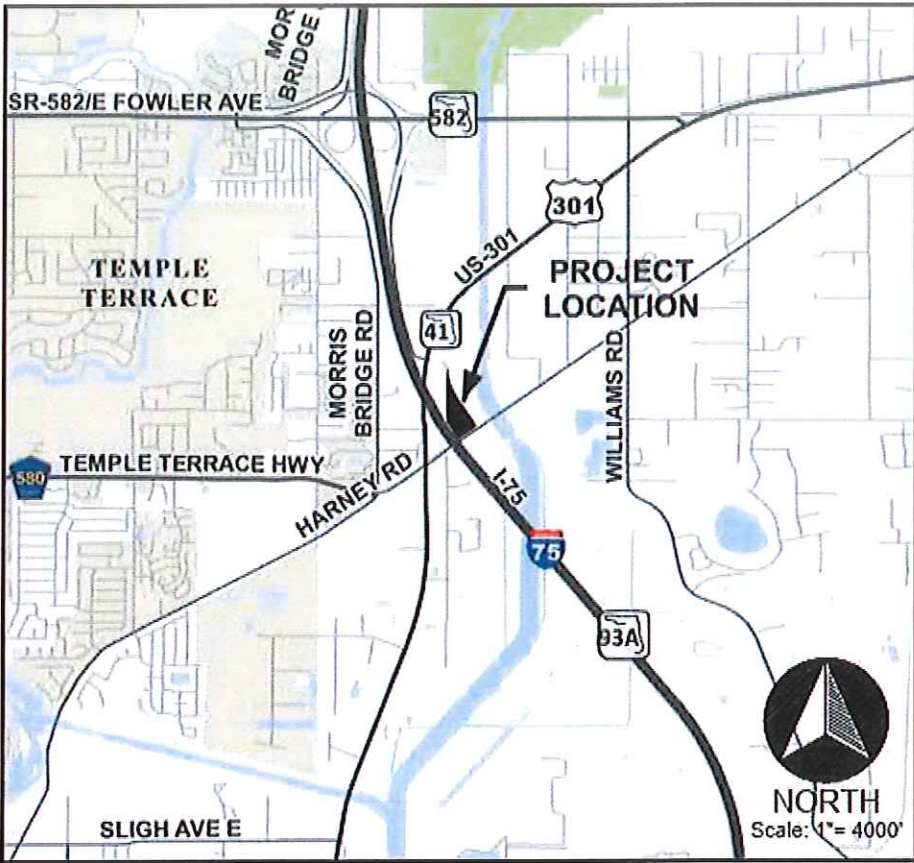 MOR
BRIDGE
SR-582/E FOWLER AVE
582
301
US-301
PROJECT
LOCATION
TEMPLE
TERRACE
41
MORRIS
BRIDGE RD
WILLIAMS RD
580
TEMPLE TERRACE HWY
HARNEY RD
I-75
75
93A
NORTH
Scale: 1"= 4000'
SLIGH AVE E